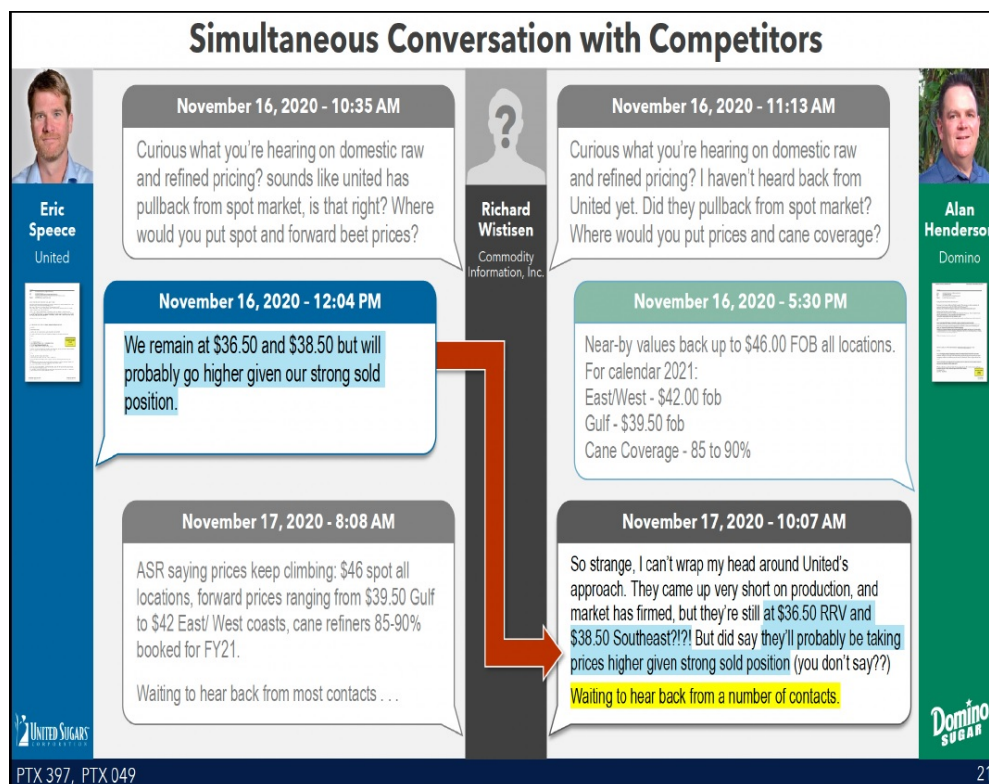 Simultaneous Conversation with Competitors
Eric
Speece
United
November 16, 2020 - 10:35 AM
Curious what you're hearing on domestic raw
and refined pricing? sounds like united has
pullback from spot market, is that right? Where
would you put spot and forward beet prices?
?
Richard
Wistisen
Commodity
Information, Inc.
November 16, 2020 - 11:13 AM
Curious what you're hearing on domestic raw
and refined pricing? I haven't heard back from
United yet. Did they pullback from spot market?
Where would you put prices and cane coverage?
Alan
Henderson
Domino
November 16, 2020 - 12:04 PM
We remain at $36.50 and $38.50 but will
probably go higher given our strong sold
position.
November 16, 2020 - 5:30 PM
Near-by values back up to $46.00 FOB all locations.
For calendar 2021:
East/West - $42.00 fob
Gulf - $39.50 fob
Cane Coverage - 85 to 90%
November 17, 2020 - 8:08 AM
ASR saying prices keep climbing: $46 spot all
locations, forward prices ranging from $39.50 Gulf
to $42 East/ West coasts, cane refiners 85-90%
booked for FY21.
Waiting to hear back from most contacts . . .
November 17, 2020 - 10:07 AM
So strange, I can't wrap my head around United's
approach. They came up very short on production, and
market has firmed, but they're still at $36.50 RRV and
$38.50 Southeast?!?! But did say they'll probably be taking
prices higher given strong sold position (you don't say??)
Waiting to hear back from a number of contacts.
UNITED SUGARS
CORPORATION
Domino
SUGAR
PTX 397, PTX 049
21